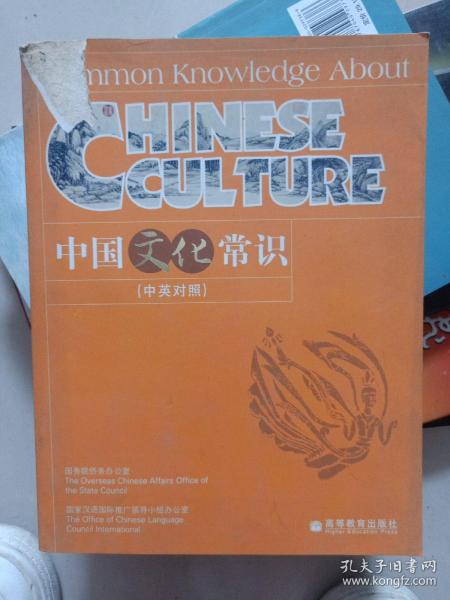 mmon Knowledge About
CHINESE
CULTURE
中国文化常识
(中英对照)
国务院侨务办公室
The Overseas Chinese Affairs Office of
the State Council
国家汉语国际推广领导小组办公室
The Office of Chinese Language
Council International
高等教育出版社
Higher Education Press
孔夫子旧书网
www.kongfz.com